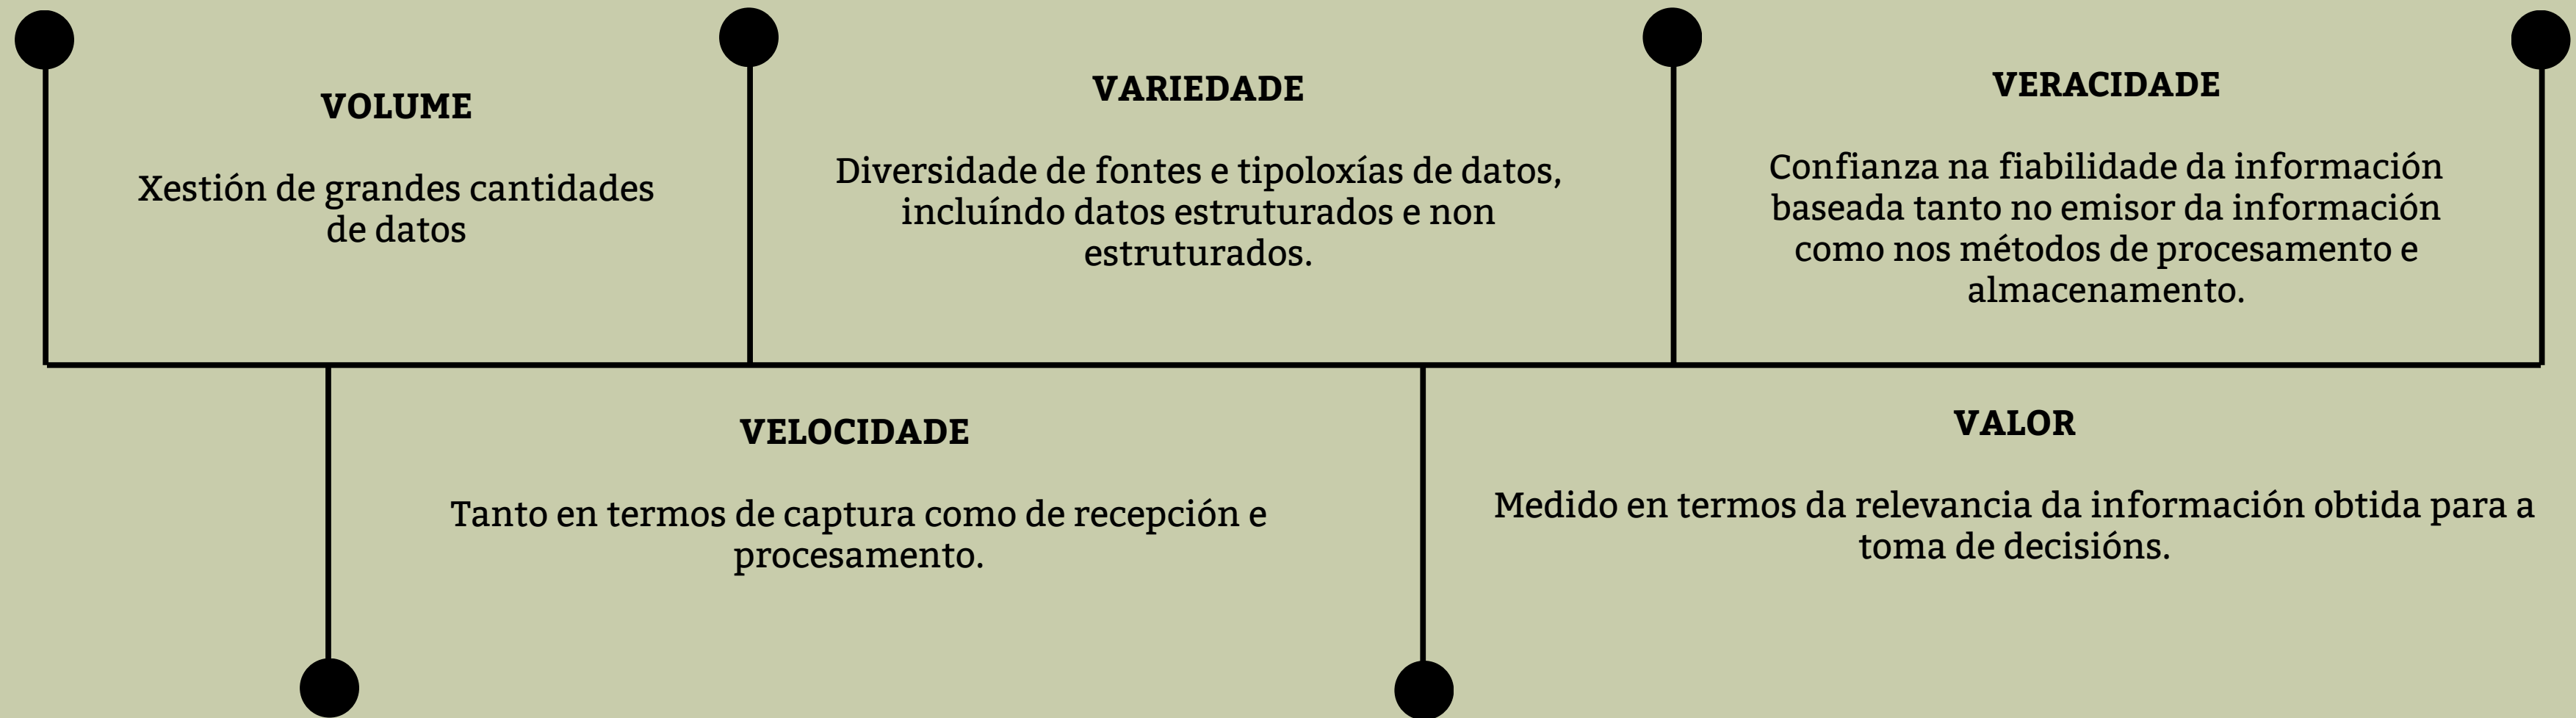 VOLUME
Xestión de grandes cantidades
de datos
VARIEDADE
Diversidade de fontes e tipoloxías de datos,
incluíndo datos estruturados e non
estruturados.
VERACIDADE
Confianza na fiabilidade da información
baseada tanto no emisor da información
como nos métodos de procesamento e
almacenamento.
VELOCIDADE
Tanto en termos de captura como de recepción e
procesamento.
VALOR
Medido en termos da relevancia da información obtida para a
toma de decisións.